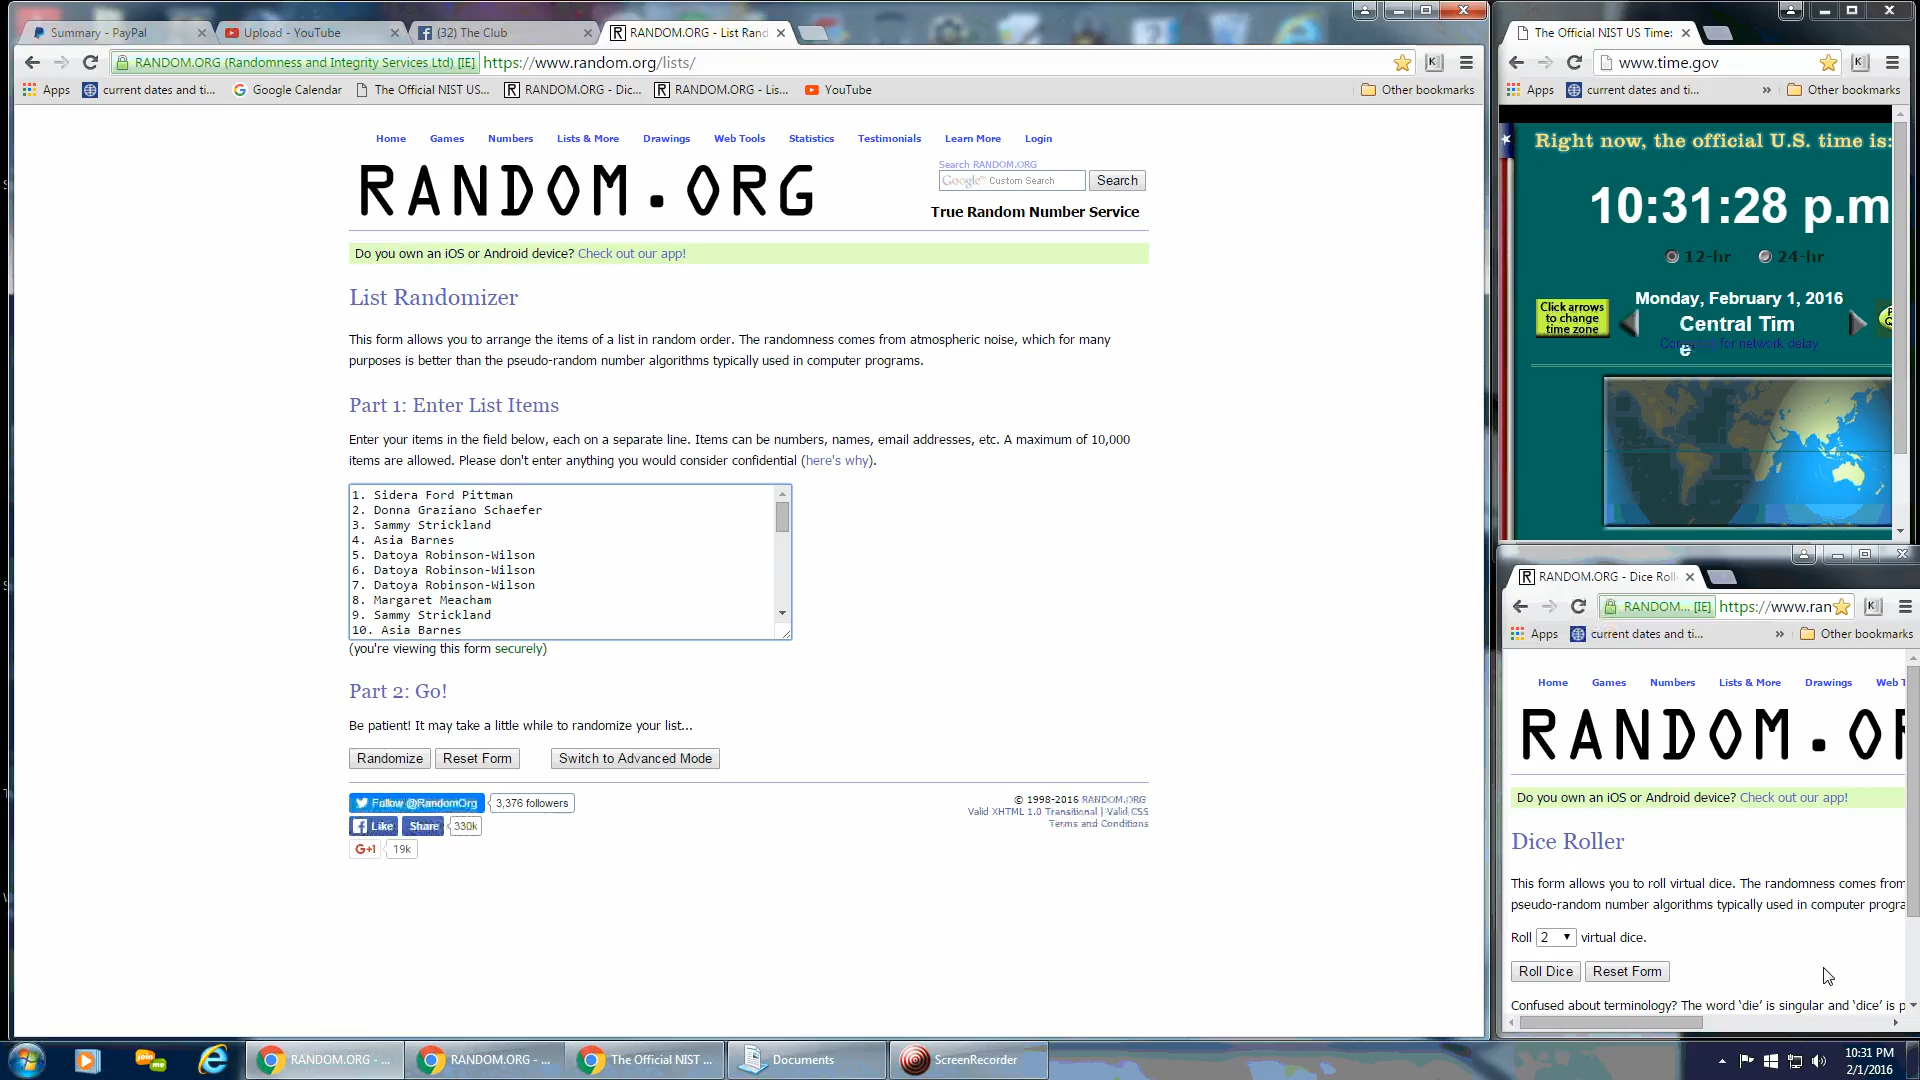 Summary - PayPal
Upload - YouTube
(32) The Club
RANDOM.ORG - List Rand
RANDOM.ORG (Randomness and Integrity Services Ltd) [IE]
https://www.random.org/lists/
Apps
current dates and ti...
Google Calendar
The Official NIST US...
RANDOM.ORG - Dic...
RANDOM.ORG - Lis...
YouTube
Other bookmarks
Home Games Numbers Lists & More Drawings Web Tools Statistics Testimonials Learn More Login
RANDOM.ORG
Search RANDOM.ORG
Google™ Custom Search
Search
True Random Number Service
Do you own an iOS or Android device? Check out our app!
List Randomizer
This form allows you to arrange the items of a list in random order. The randomness comes from atmospheric noise, which for many
purposes is better than the pseudo-random number algorithms typically used in computer programs.
Part 1: Enter List Items
Enter your items in the field below, each on a separate line. Items can be numbers, names, email addresses, etc. A maximum of 10,000
items are allowed. Please don't enter anything you would consider confidential (here's why).
1. Sidera Ford Pittman
2. Donna Graziano Schaefer
3. Sammy Strickland
4. Asia Barnes
5. Datoya Robinson-Wilson
6. Datoya Robinson-Wilson
7. Datoya Robinson-Wilson
8. Margaret Meacham
9. Sammy Strickland
10. Asia Barnes
(you're viewing this form securely)
Part 2: Go!
Be patient! It may take a little while to randomize your list...
Randomize
Reset Form
Switch to Advanced Mode
Follow @RandomOrg
3,376 followers
Like
Share
330k
G+1
19k
© 1998-2016 RANDOM.ORG
Valid XHTML 1.0 Transitional | Valid CSS
Terms and Conditions
The Official NIST US Time:
www.time.gov
Apps
current dates and ti...
»
Other bookmarks
Right now, the official U.S. time is:
10:31:28 p.m
12-hr
24-hr
Click arrows
to change
time zone
Monday, February 1, 2016
Central Tim
e
for network delay
RANDOM.ORG - Dice Roll
RANDOM... [IE]
https://www.ran
Apps
current dates and ti...
»
Other bookmarks
Home Games Numbers Lists & More Drawings Web T
RANDOM.OR
Do you own an iOS or Android device? Check out our app!
Dice Roller
This form allows you to roll virtual dice. The randomness comes from
pseudo-random number algorithms typically used in computer progra
Roll 2 virtual dice.
Roll Dice
Reset Form
Confused about terminology? The word 'die' is singular and 'dice' is p
join me
RANDOM.ORG - ...
RANDOM.ORG - ...
The Official NIST ...
Documents
ScreenRecorder
10:31 PM
2/1/2016